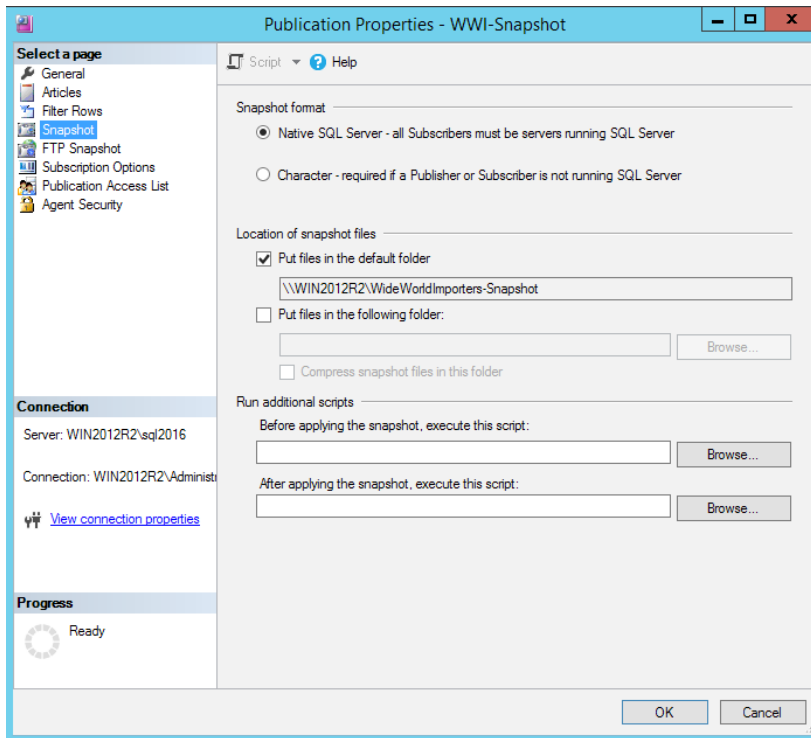 Publication Properties - WWI-Snapshot
Select a page
General
Articles
Filter Rows
Snapshot
FTP Snapshot
Subscription Options
Publication Access List
Agent Security
Script
Help
Snapshot format
Native SQL Server - all Subscribers must be servers running SQL Server
Character - required if a Publisher or Subscriber is not running SQL Server
Location of snapshot files
Put files in the default folder
\\WIN2012R2\WideWorldImporters-Snapshot
Put files in the following folder:
Browse...
Compress snapshot files in this folder
Run additional scripts
Before applying the snapshot, execute this script:
Browse...
After applying the snapshot, execute this script:
Browse...
Connection
Server: WIN2012R2\sql2016
Connection: WIN2012R2\Administr
View connection properties
Progress
Ready
OK
Cancel